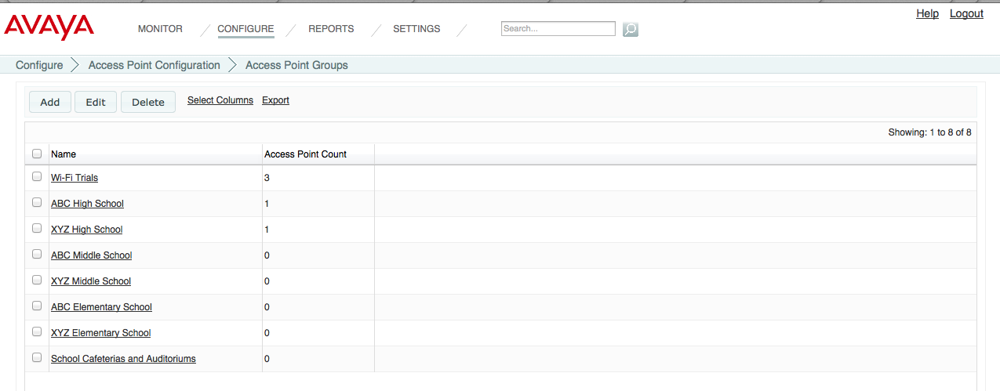 Help Logout
AVAYA MONITOR CONFIGURE REPORTS SETTINGS Search...
Configure Access Point Configuration Access Point Groups
Add Edit Delete Select Columns Export
Showing: 1 to 8 of 8
Name Access Point Count
Wi-Fi Trials 3
ABC High School 1
XYZ High School 1
ABC Middle School 0
XYZ Middle School 0
ABC Elementary School 0
XYZ Elementary School 0
School Cafeterias and Auditoriums 0